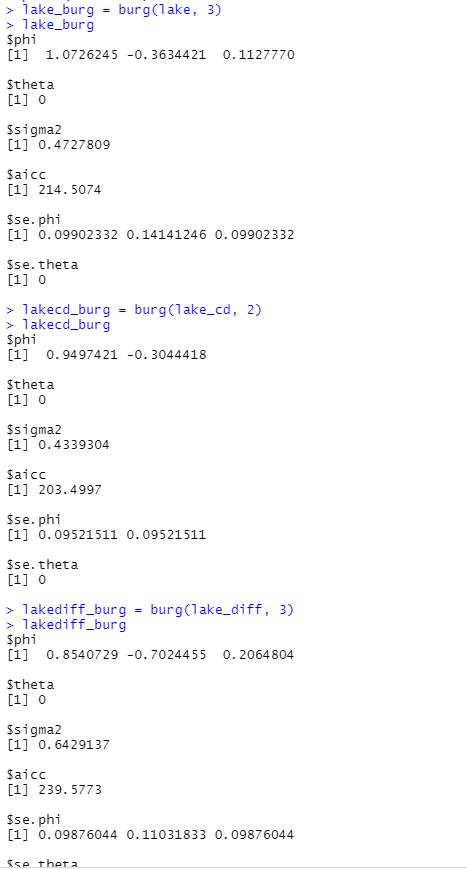 > lake_burg = burg(lake, 3)
> lake_burg
$phi
[1]  1.0726245 -0.3634421  0.1127770

$theta
[1] 0

$sigma2
[1] 0.4727809

$aicc
[1] 214.5074

$se.phi
[1] 0.09902332 0.14141246 0.09902332

$se.theta
[1] 0

> lakecd_burg = burg(lake_cd, 2)
> lakecd_burg
$phi
[1]  0.9497421 -0.3044418

$theta
[1] 0

$sigma2
[1] 0.4339304

$aicc
[1] 203.4997

$se.phi
[1] 0.09521511 0.09521511

$se.theta
[1] 0

> lakediff_burg = burg(lake_diff, 3)
> lakediff_burg
$phi
[1]  0.8540729 -0.7024455  0.2064804

$theta
[1] 0

$sigma2
[1] 0.6429137

$aicc
[1] 239.5773

$se.phi
[1] 0.09876044 0.11031833 0.09876044

$se.theta